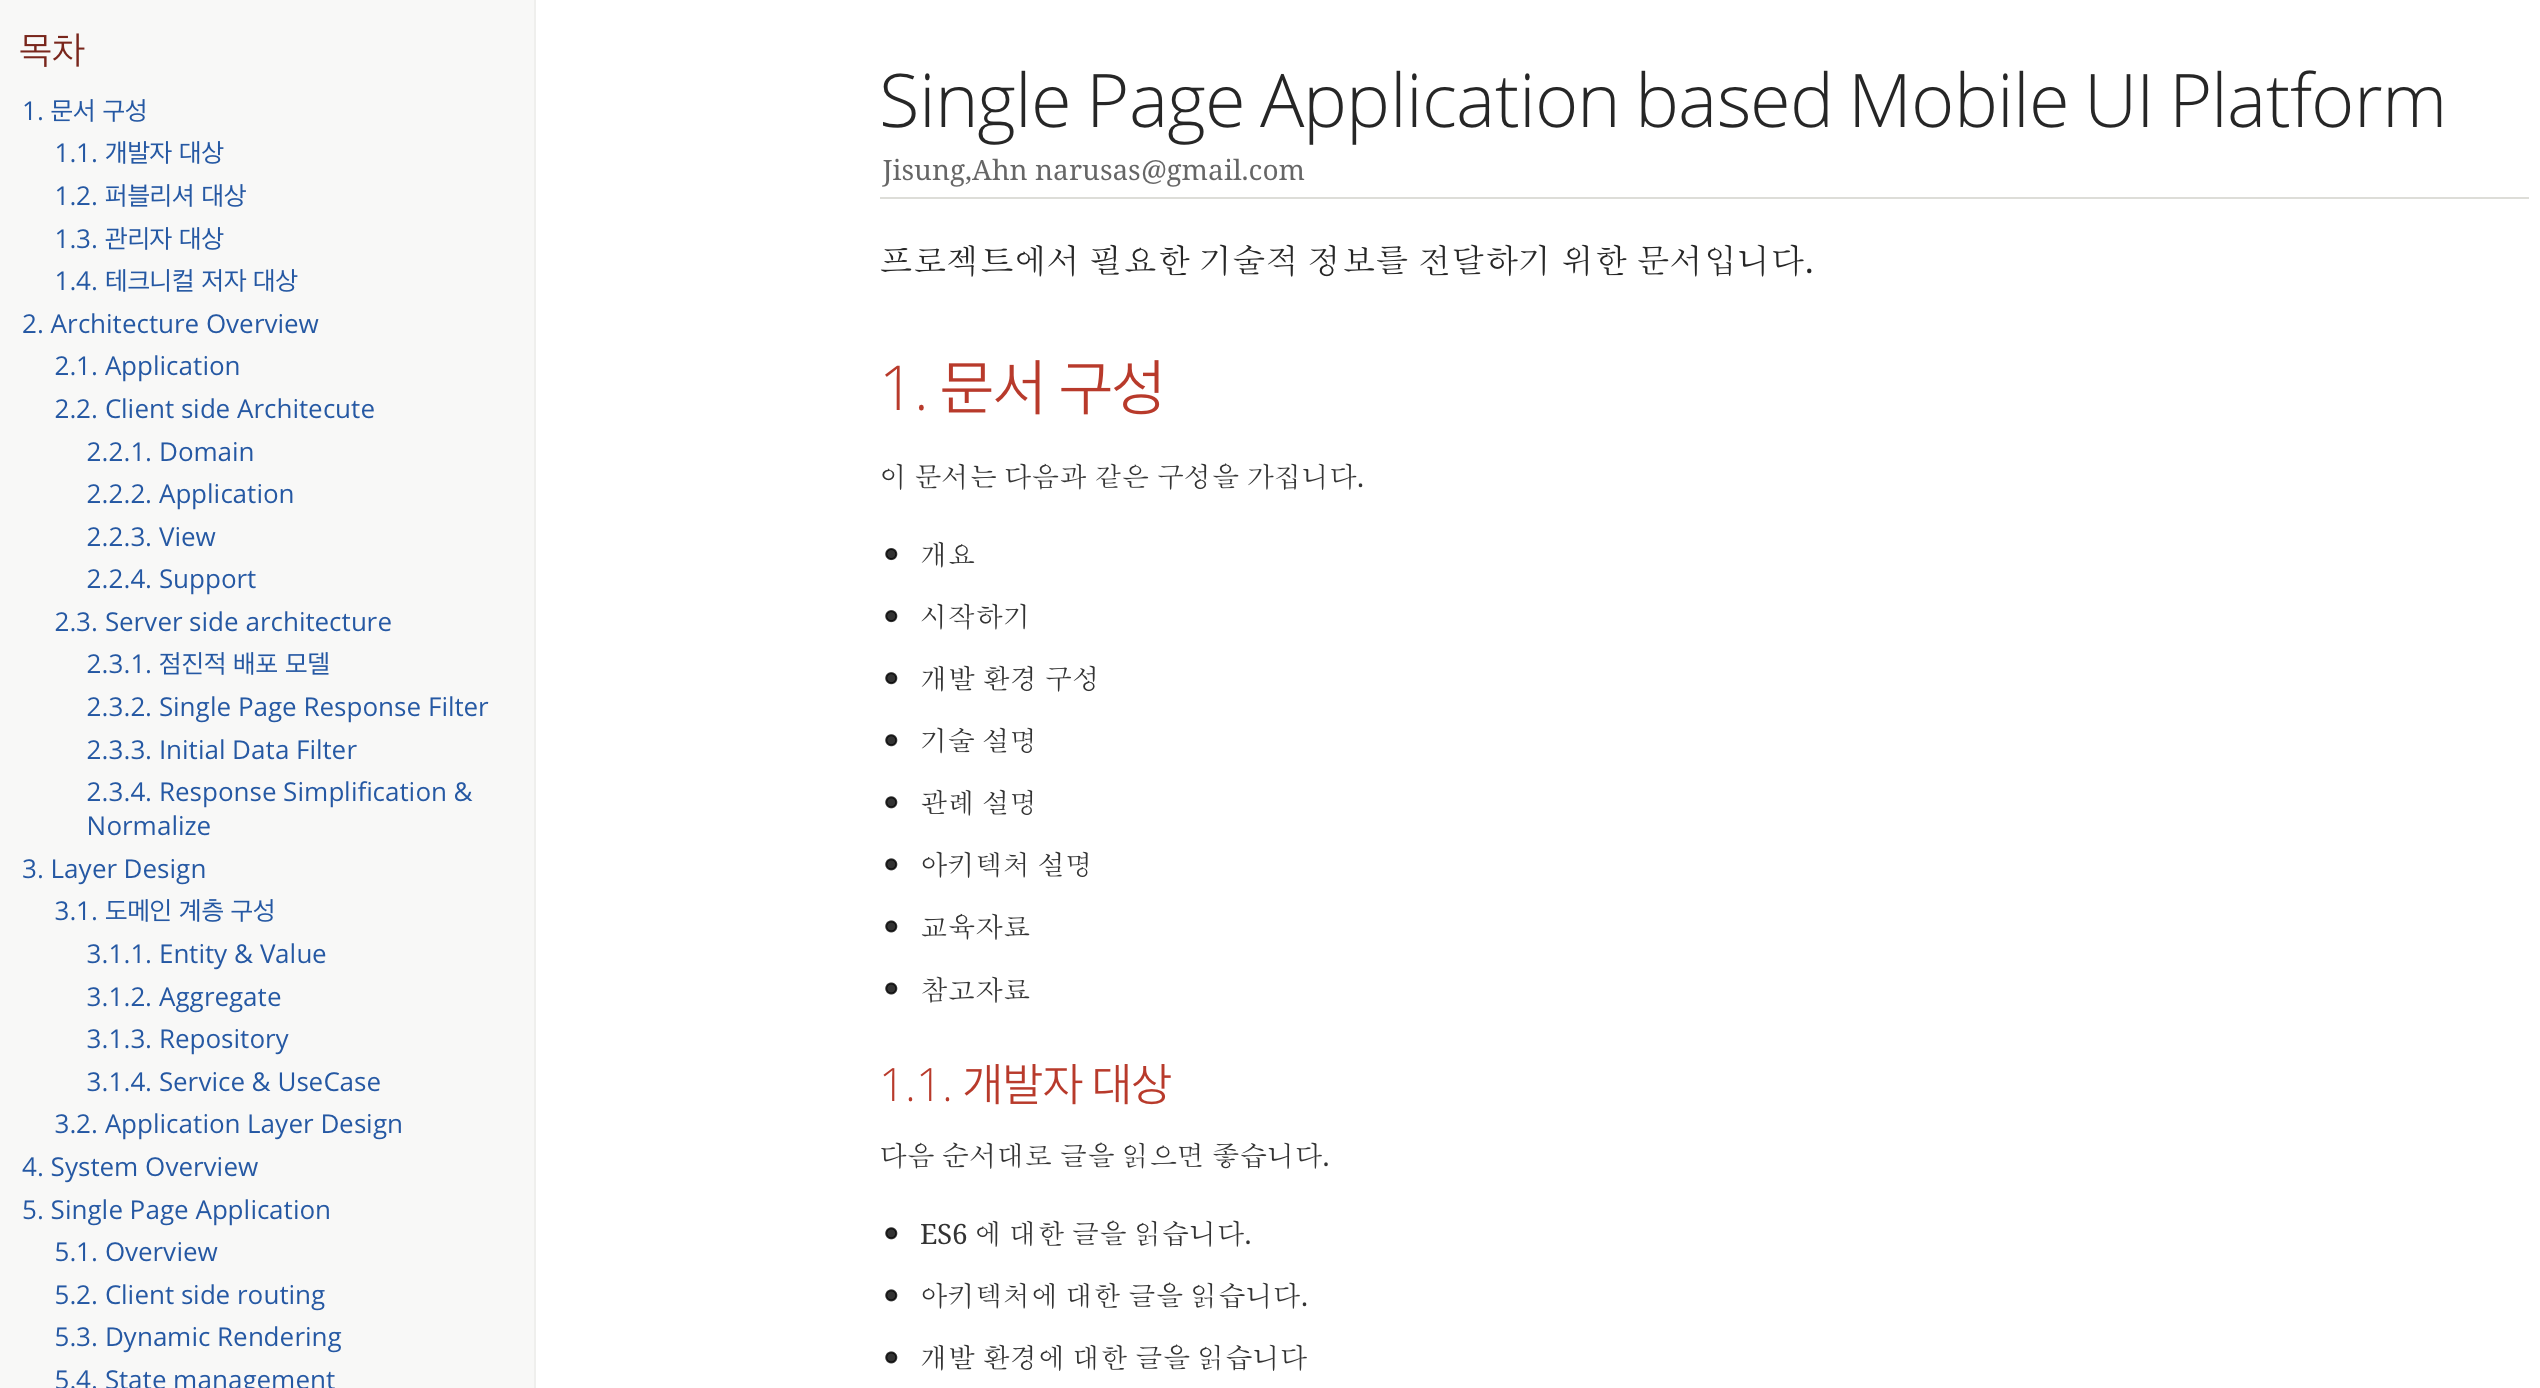 목차
1. 문서 구성
1.1. 개발자 대상
1.2. 퍼블리셔 대상
1.3. 관리자 대상
1.4. 테크니컬 저자 대상
2. Architecture Overview
2.1. Application
2.2. Client side Architecute
2.2.1. Domain
2.2.2. Application
2.2.3. View
2.2.4. Support
2.3. Server side architecture
2.3.1.점진적 배포 모델
2.3.2. Single Page Response Filter
2.3.3. Initial Data Filter
2.3.4. Response Simplification &
Normalize
3. Layer Design
3.1. 도메인 계층 구성
3.1.1. Entity & Value
3.1.2. Aggregate
3.1.3. Repository
3.1.4. Service & UseCase
3.2. Application Layer Design
4. System Overview
5. Single Page Application
5.1. Overview
5.2. Client side routing
5.3. Dynamic Rendering
5.4. State management
Single Page Application based Mobile UI Platform
Jisung,Ahn narusas@gmail.com
프로젝트에서 필요한 기술적 정보를 전달하기 위한 문서입니다.
1. 문서 구성
이 문서는 다음과 같은 구성을 가집니다.
• 개요
• 시작하기
• 개발 환경 구성
• 기술 설명
• 관례 설명
• 아키텍처 설명
• 교육자료
• 참고자료
1.1. 개발자 대상
다음 순서대로 글을 읽으면 좋습니다.
• ES6 에 대한 글을 읽습니다.
• 아키텍처에 대한 글을 읽습니다.
• 개발 환경에 대한 글을 읽습니다